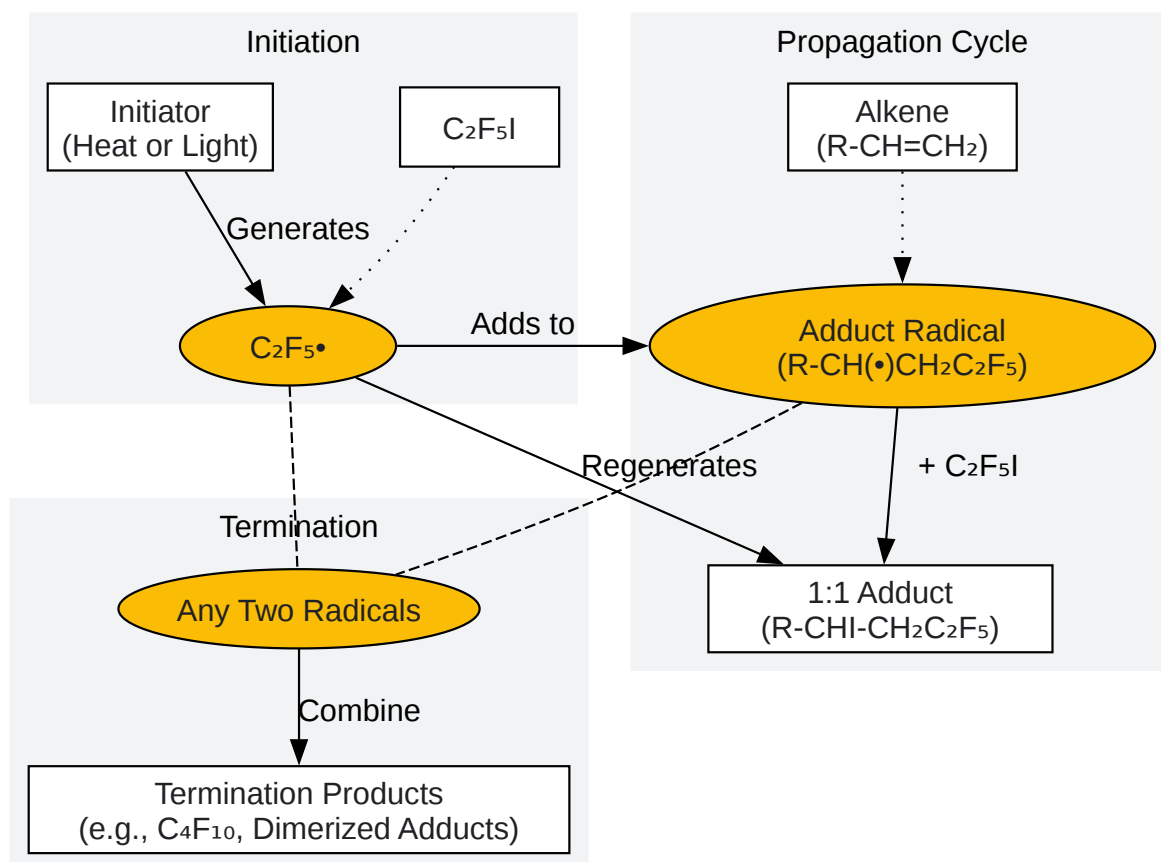 Initiation
Initiator
(Heat or Light)
C₂F₅I
Generates
C₂F₅•
Adds to
Propagation Cycle
Alkene
(R-CH=CH₂)
Adduct Radical
(R-CH(•)CH₂C₂F₅)
Regenerates
+ C₂F₅I
1:1 Adduct
(R-CHI-CH₂C₂F₅)
Termination
Any Two Radicals
Combine
Termination Products
(e.g., C₄F₁₀, Dimerized Adducts)